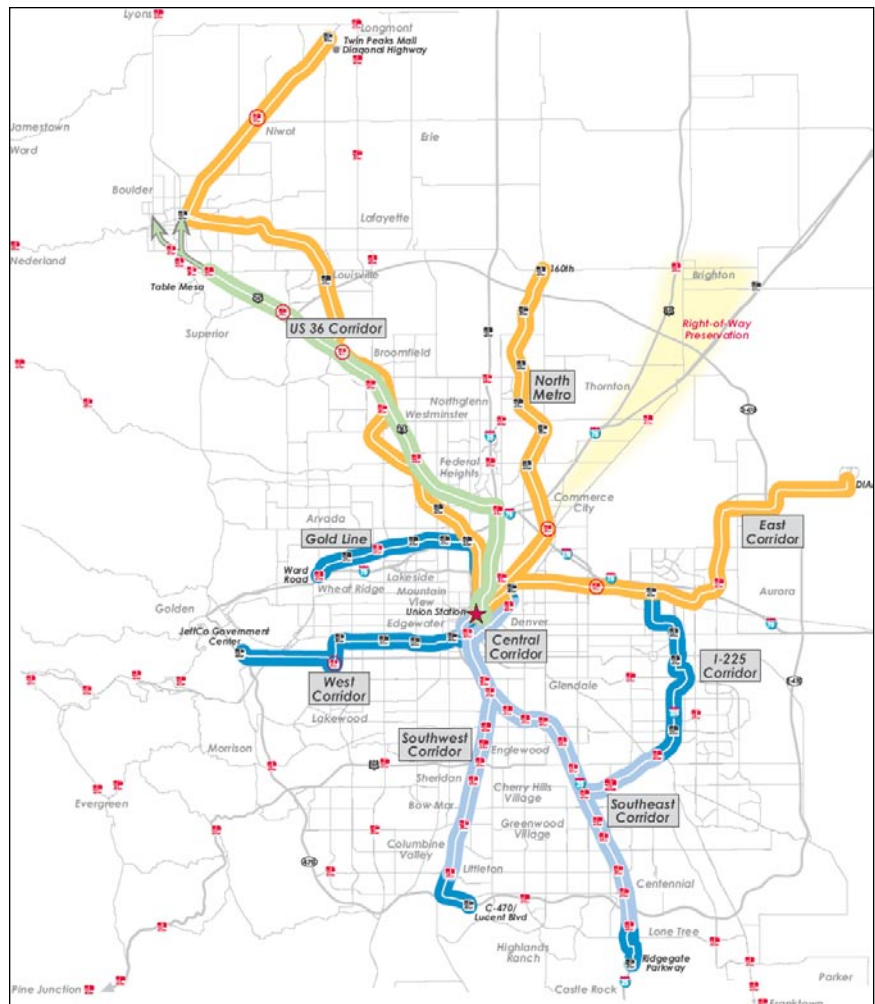 Lyons
Longmont
Twin Peaks Mall
@ Diagonal Highway
Jamestown
Ward
Niwot
Erie
Boulder
Lafayette
Nederland
Table Mesa
Louisville
160th
Brighton
Superior
US 36 Corridor
Right-of-Way
Preservation
Broomfield
North
Metro
Thornton
Northglenn
Westminster
Federal
Heights
Commerce
City
DIA
Arvada
East
Corridor
Gold Line
Ward
Road
Wheat Ridge
Lakeside
Mountain
View
Aurora
Golden
Union Station
Edgewater
Denver
JeffCo Government
Center
Central
Corridor
West
Corridor
I-225
Corridor
Glendale
Lakewood
Southwest
Corridor
Morrison
Englewood
Sheridan
Cherry Hills
Village
Evergreen
Bow Mar
Southeast
Corridor
Greenwood
Village
Columbine
Valley
470
Littleton
Centennial
C-470/
Lucent Blvd
Lone Tree
Highlands
Ranch
Ridgegate
Parkway
Parker
Pine Junction
Castle Rock
Franktown